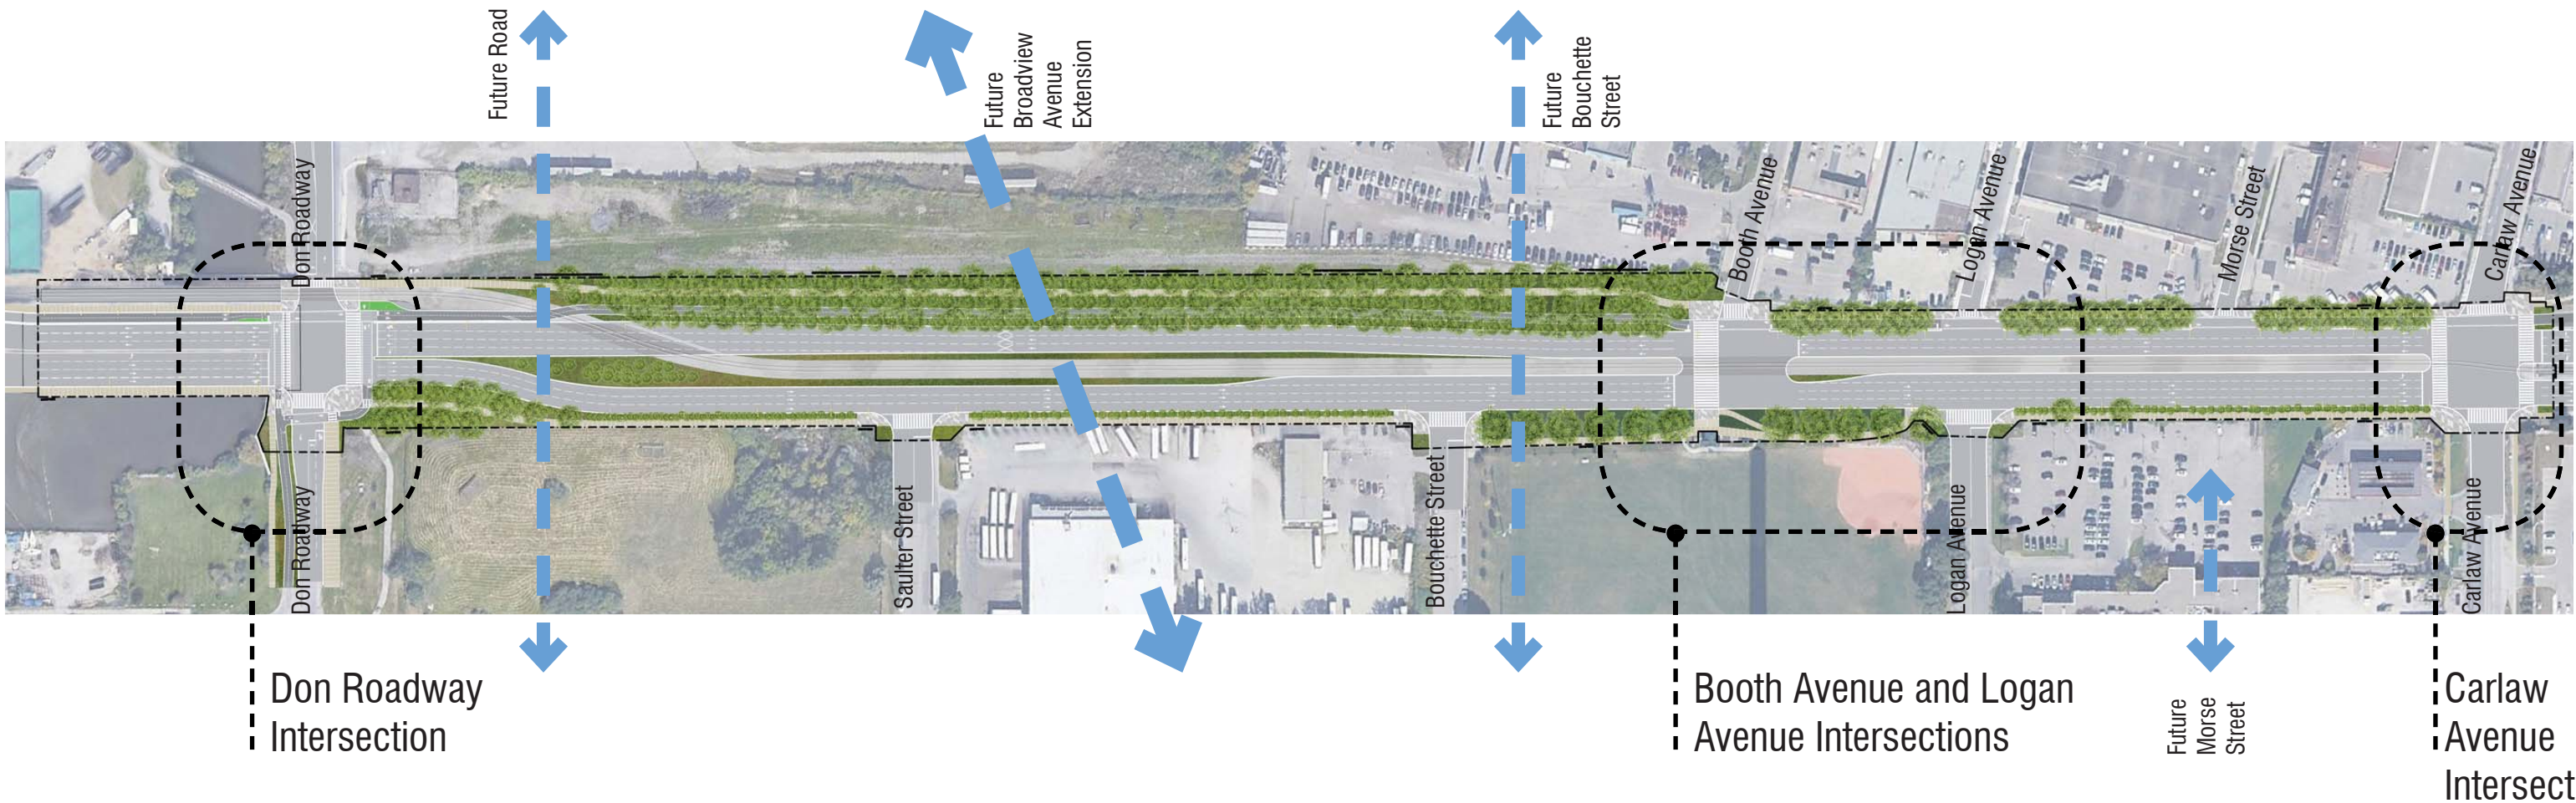 Future Road
Future
Broadview
Avenue
Extension
Future
Bouchette
Street
Don Roadway
Booth Avenue
Logan Avenue
Morse Street
Carlaw Avenue
Don Roadway
Saulter Street
Bouchette Street
Logan Avenue
Carlaw Avenue
Don Roadway
Intersection
Booth Avenue and Logan
Avenue Intersections
Future
Morse
Street
Carlaw
Avenue
Intersect